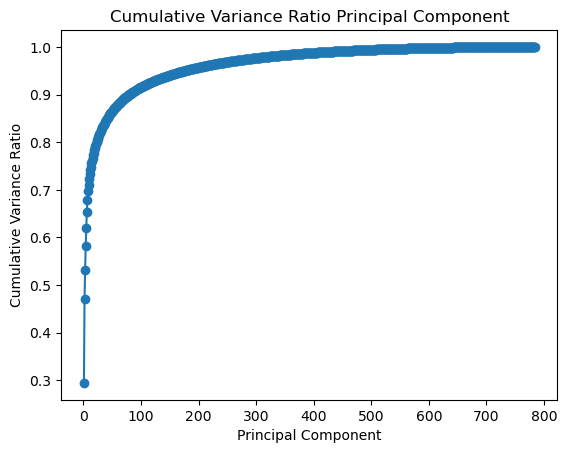 Cumulative Variance Ratio Principal Component
1.0
0.9
0.8
0.7
0.6
0.5
0.4
0.3
Cumulative Variance Ratio
0 100 200 300 400 500 600 700 800
Principal Component